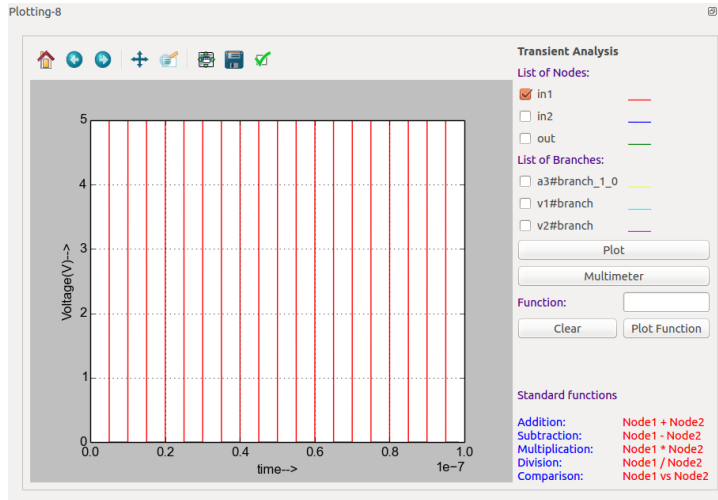 Plotting-8
Transient Analysis
List of Nodes:
in1
in2
out
List of Branches:
a3#branch_1_0
v1#branch
v2#branch
Plot
Multimeter
Function:
Clear
Plot Function
Standard functions
Addition: Node1 + Node2
Subtraction: Node1 - Node2
Multiplication: Node1 * Node2
Division: Node1 / Node2
Comparison: Node1 vs Node2
Voltage(V)-->
5
4
3
2
1
0
0.0 0.2 0.4 0.6 0.8 1.0
time-->
1e-7